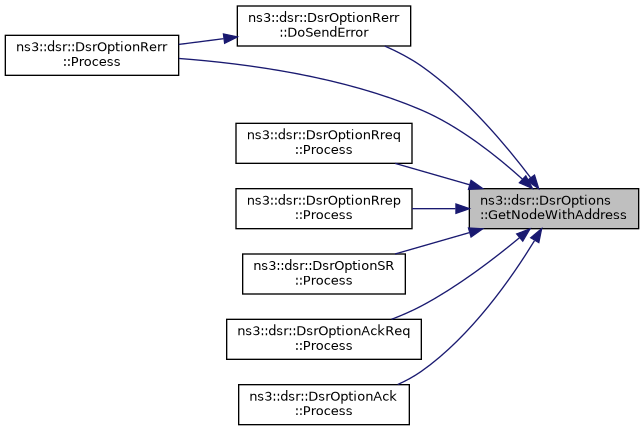 ns3::dsr::DsrOptionRerr
::DoSendError
ns3::dsr::DsrOptionRerr
::Process
ns3::dsr::DsrOptionRreq
::Process
ns3::dsr::DsrOptions
::GetNodeWithAddress
ns3::dsr::DsrOptionRrep
::Process
ns3::dsr::DsrOptionSR
::Process
ns3::dsr::DsrOptionAckReq
::Process
ns3::dsr::DsrOptionAck
::Process